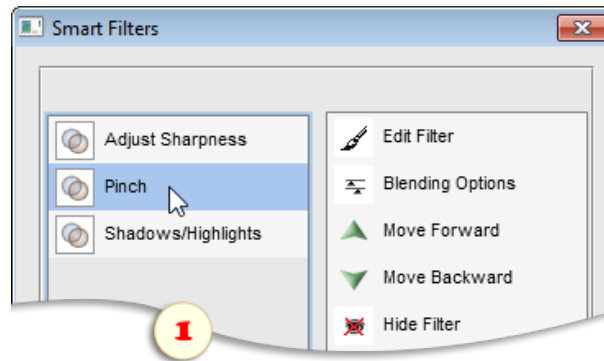 Smart Filters
Adjust Sharpness
Pinch
Shadows/Highlights
Edit Filter
Blending Options
Move Forward
Move Backward
Hide Filter
1